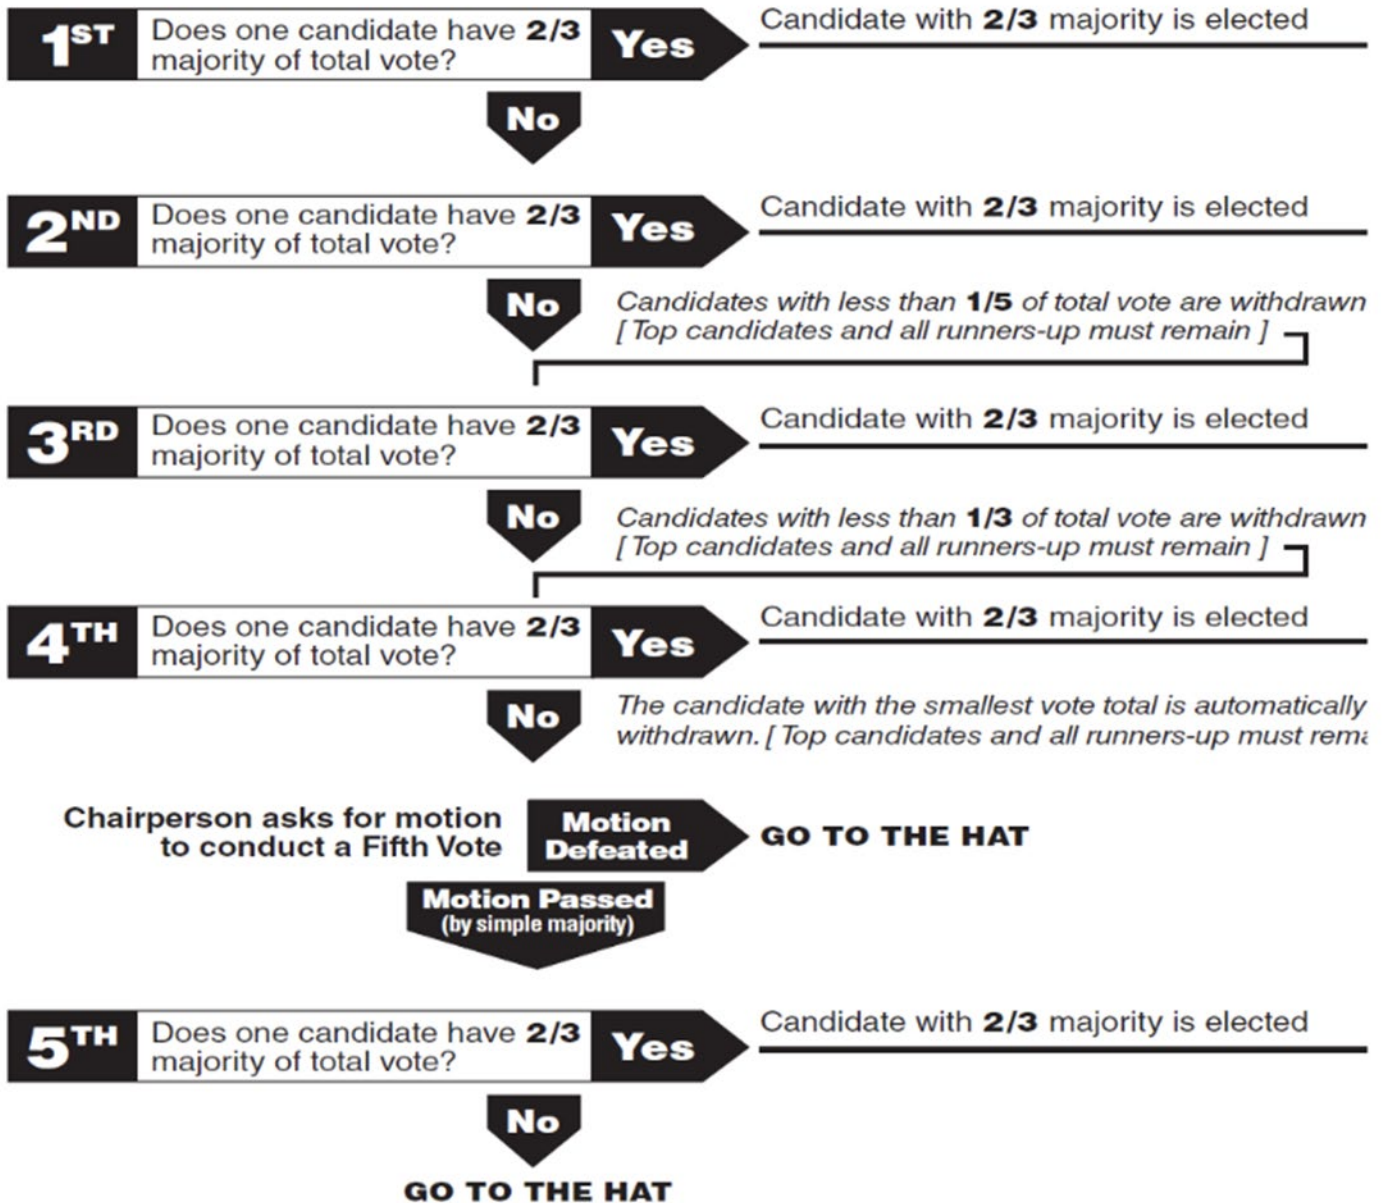 1ST Does one candidate have 2/3 Yes Candidate with 2/3 majority is elected
majority of total vote?
No
2ND Does one candidate have 2/3 Yes Candidate with 2/3 majority is elected
majority of total vote?
No Candidates with less than 1/5 of total vote are withdrawn
[ Top candidates and all runners-up must remain ]
3RD Does one candidate have 2/3 Yes Candidate with 2/3 majority is elected
majority of total vote?
No Candidates with less than 1/3 of total vote are withdrawn
[ Top candidates and all runners-up must remain ]
4TH Does one candidate have 2/3 Yes Candidate with 2/3 majority is elected
majority of total vote?
No The candidate with the smallest vote total is automatically
withdrawn. [ Top candidates and all runners-up must
Chairperson asks for motion
to conduct a Fifth Vote
Motion
Defeated
GO TO THE HAT
Motion Passed
(by simple majority)
5TH Does one candidate have 2/3 Yes Candidate with 2/3 majority is elected
majority of total vote?
No
GO TO THE HAT